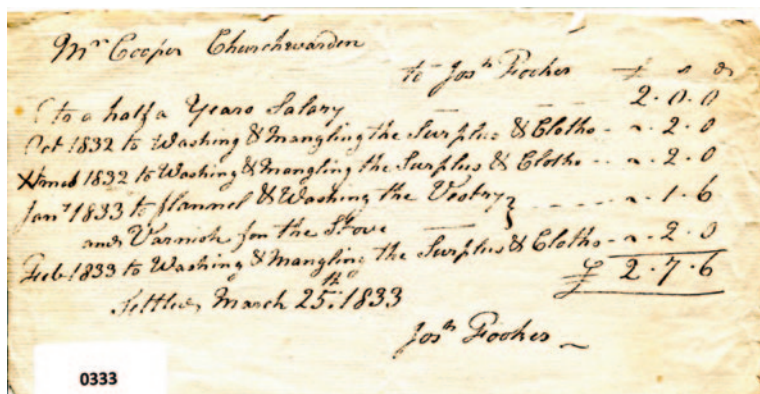 Mr Cooper Churchwarden
to Josh Fookes £ s d
to a half a Years Salary - - 2.0.0
Oct 1832 to Washing & Mangling the Surplus & Cloths - „ . 2 . 0
Xmas 1832 to Washing & Mangling the Surplus & Cloths - - „ . 2 . 0
Jany 1833 to flannel & Washing the Vestry } - - - - „ . 1 . 6
and Varnish for the Stove
Feb 1833 to Washing & Mangling the Surplus & Cloths - „ . 2 . 0
£ 2 . 7 . 6
Settled March 25th 1833
Josh Fookes
0333